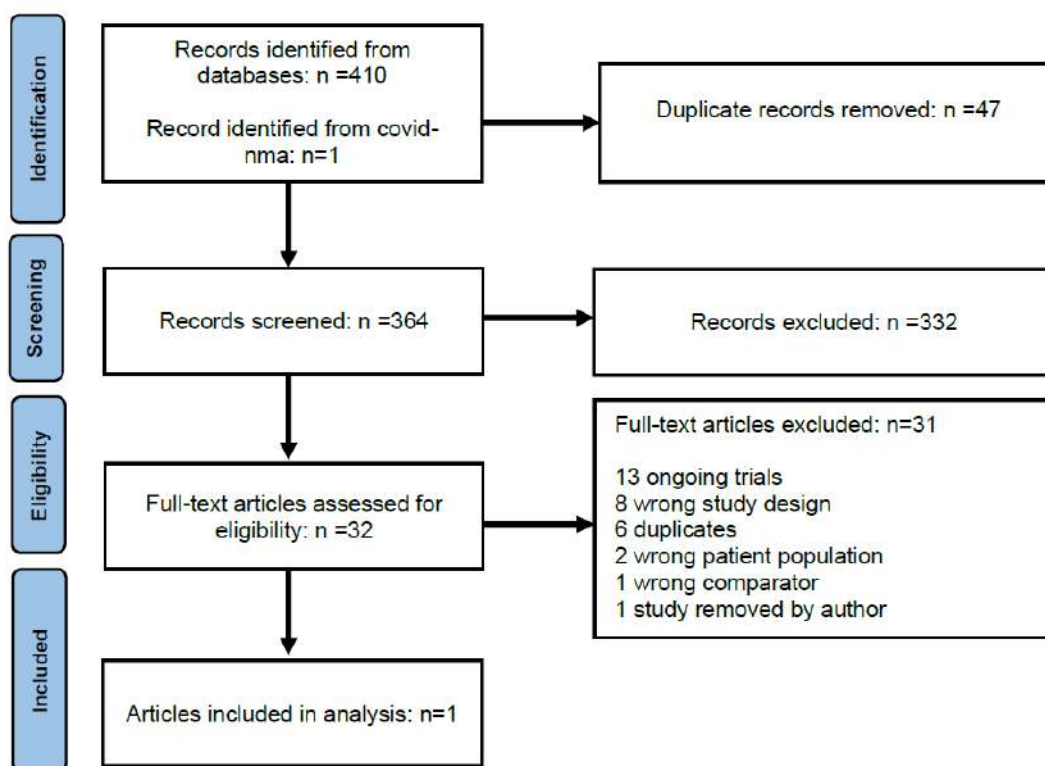 Identification
Records identified from
databases: n =410
Record identified from covid-
nma: n=1
Duplicate records removed: n =47
Screening
Records screened: n =364
Records excluded: n =332
Eligibility
Full-text articles assessed for
eligibility: n =32
Full-text articles excluded: n=31
13 ongoing trials
8 wrong study design
6 duplicates
2 wrong patient population
1 wrong comparator
1 study removed by author
Included
Articles included in analysis: n=1